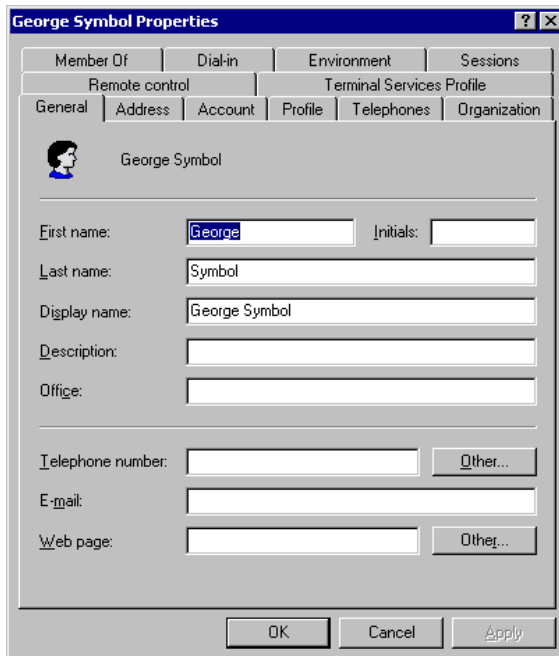 George Symbol Properties
Member Of Dial-in Environment Sessions
Remote control Terminal Services Profile
General Address Account Profile Telephones Organization
George Symbol
First name: George Initials:
Last name: Symbol
Display name: George Symbol
Description:
Office:
Telephone number: Other...
E-mail:
Web page: Other...
OK Cancel Apply